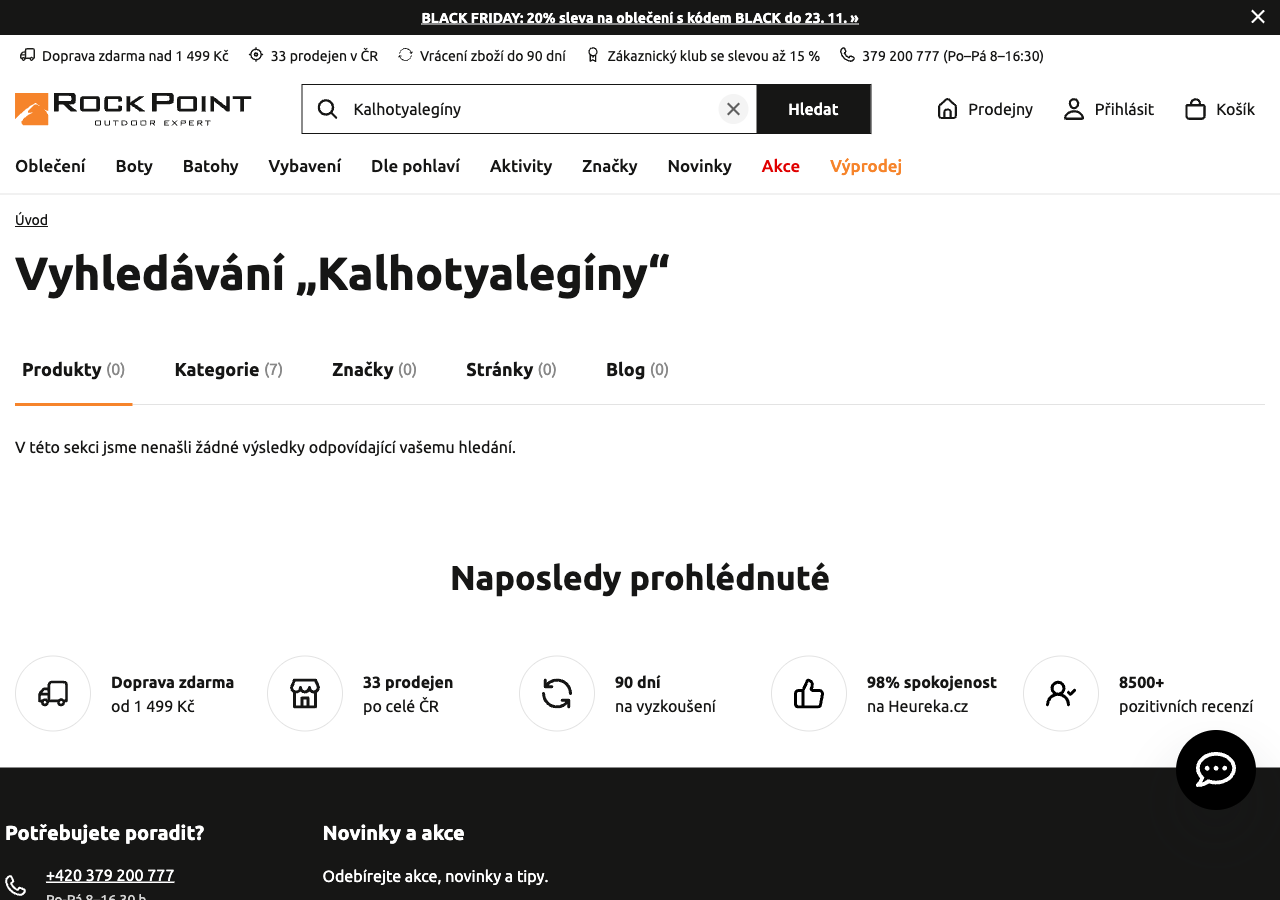 BLACK FRIDAY: 20% sleva na oblečení s kódem BLACK do 23. 11. »
Doprava zdarma nad 1 499 Kč 33 prodejen v ČR Vrácení zboží do 90 dní Zákaznický klub se slevou až 15 % 379 200 777 (Po–Pá 8–16:30)
ROCK POINT
OUTDOOR EXPERT
Kalhotyalegíny Hledat Prodejny Přihlásit Košík
Oblečení Boty Batohy Vybavení Dle pohlaví Aktivity Značky Novinky Akce Výprodej
Úvod
Vyhledávání „Kalhotyalegíny“
Produkty (0) Kategorie (7) Značky (0) Stránky (0) Blog (0)
V této sekci jsme nenašli žádné výsledky odpovídající vašemu hledání.
Naposledy prohlédnuté
Doprava zdarma
od 1 499 Kč
33 prodejen
po celé ČR
90 dní
na vyzkoušení
98% spokojenost
na Heureka.cz
8500+
pozitivních recenzí
Potřebujete poradit?
+420 379 200 777
Po-Pá 8–16.30 h
Novinky a akce
Odebírejte akce, novinky a tipy.